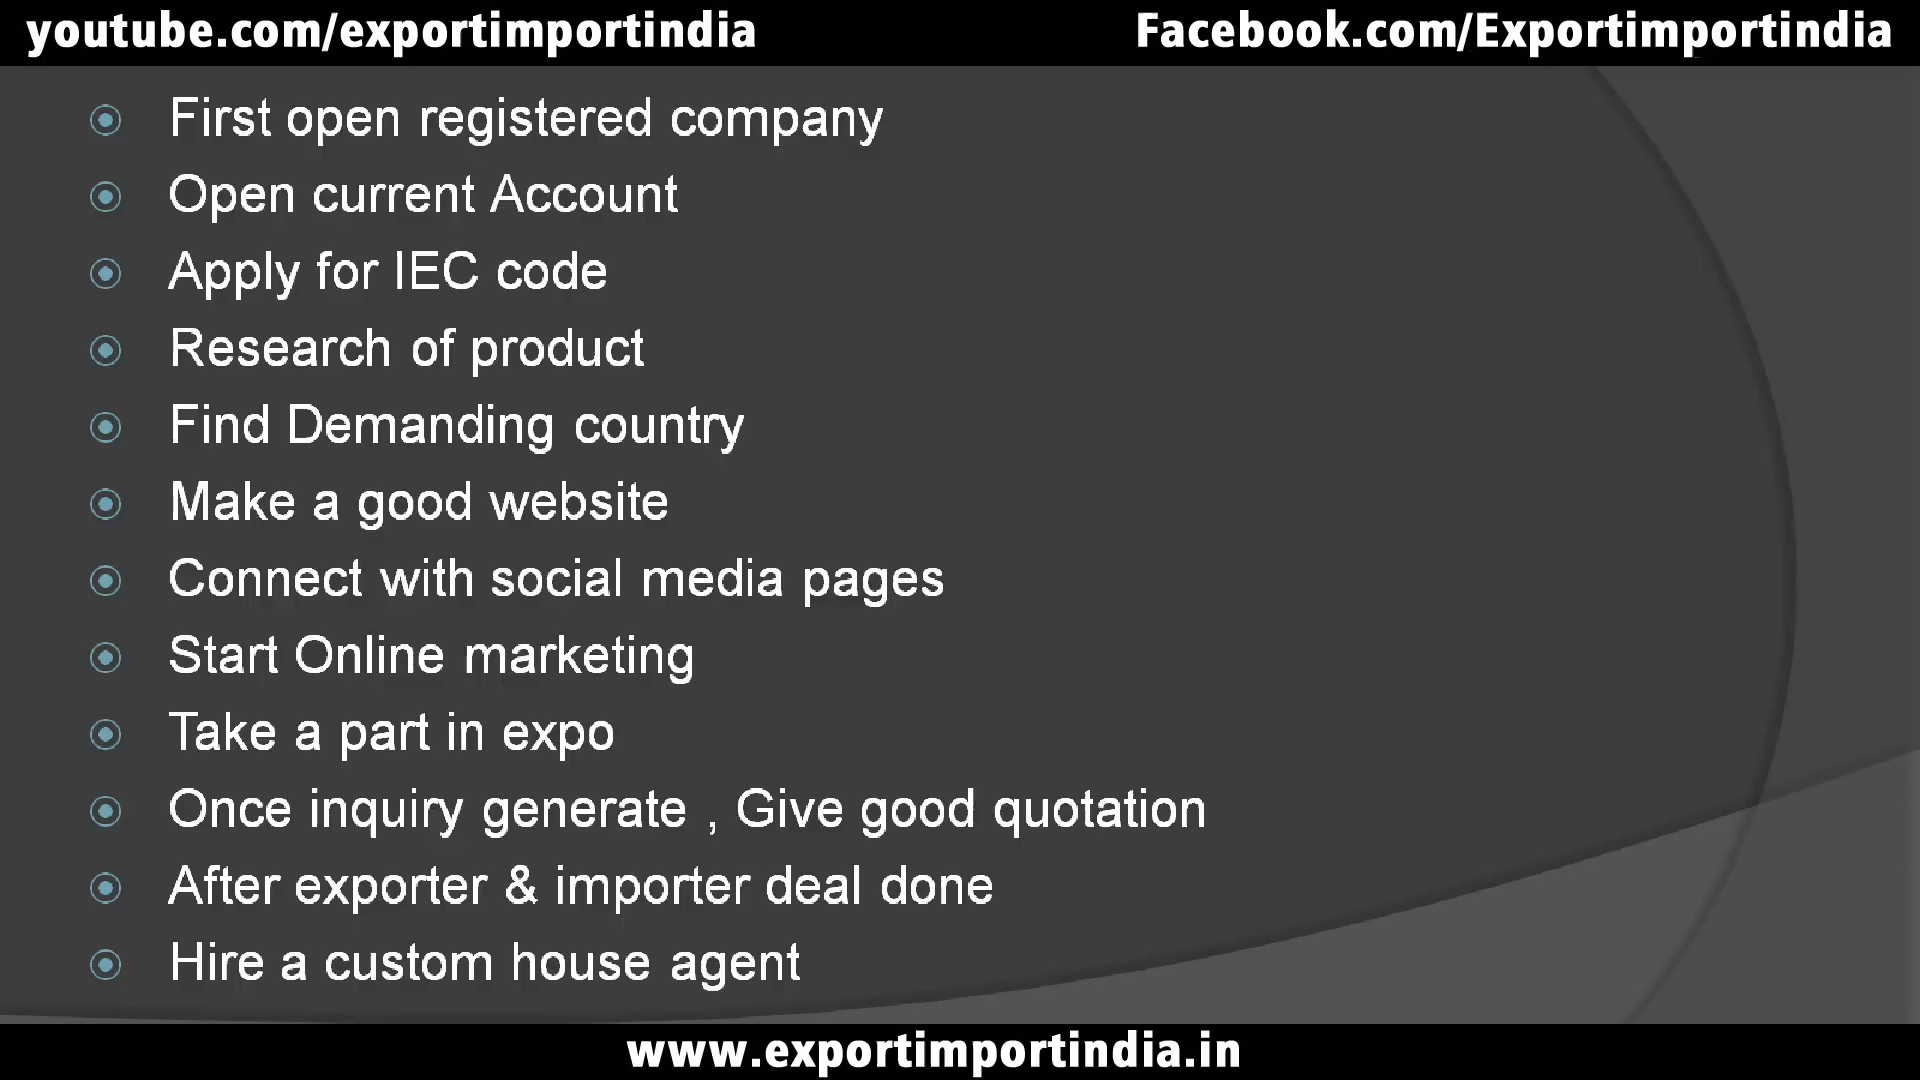 youtube.com/exportimportindia Facebook.com/Exportimportindia
First open registered company
Open current Account
Apply for IEC code
Research of product
Find Demanding country
Make a good website
Connect with social media pages
Start Online marketing
Take a part in expo
Once inquiry generate , Give good quotation
After exporter & importer deal done
Hire a custom house agent
www.exportimportindia.in